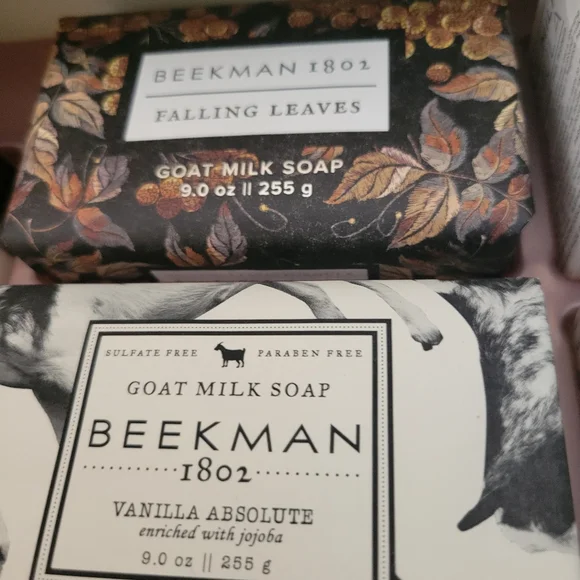 BEEKMAN 1802
FALLING LEAVES
GOAT MILK SOAP
9.0 oz || 255 g
SULFATE FREE PARABEN FREE
GOAT MILK SOAP
BEEKMAN
1802
VANILLA ABSOLUTE
enriched with jojoba
9.0 oz || 255 g